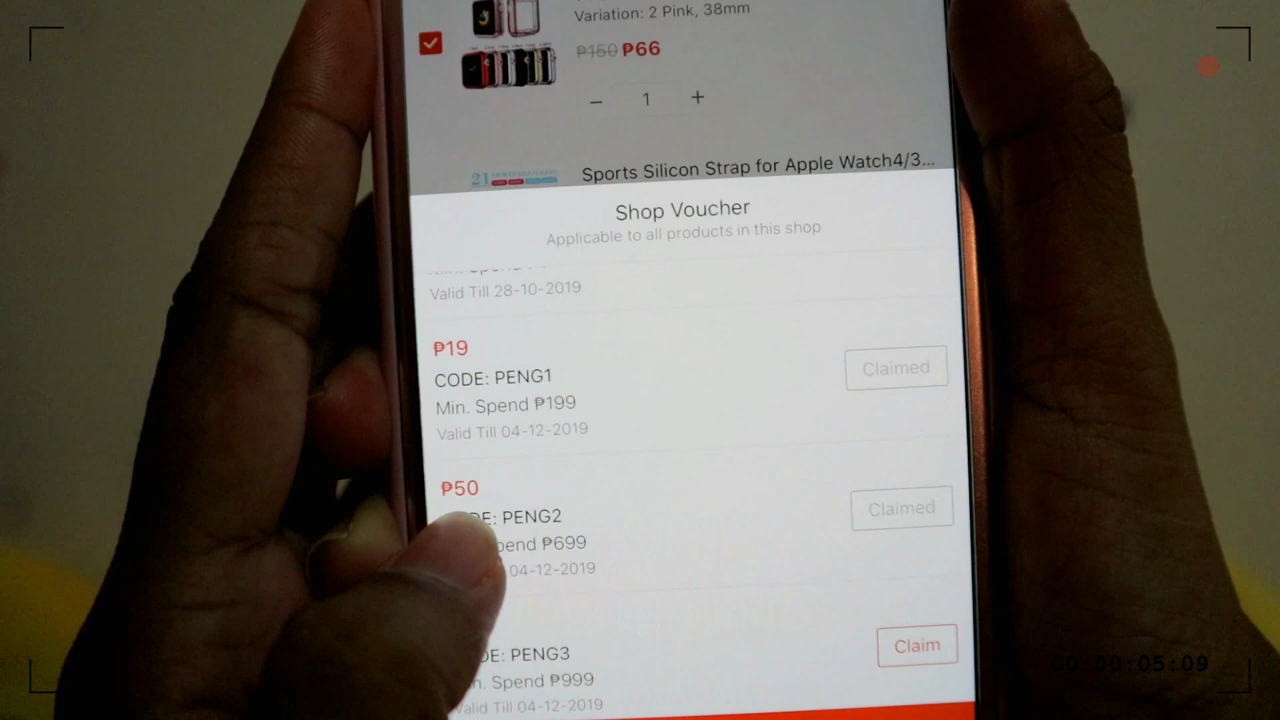 Variation: 2 Pink, 38mm
₱150 ₱66
− 1 +
21
Sports Silicon Strap for Apple Watch4/3...
Shop Voucher
Applicable to all products in this shop
Valid Till 28-10-2019
₱19
CODE: PENG1
Claimed
Min. Spend ₱199
Valid Till 04-12-2019
₱50
DE: PENG2
Claimed
pend ₱699
04-12-2019
DE: PENG3
Claim
n. Spend ₱999
Valid Till 04-12-2019
00:00:05:09